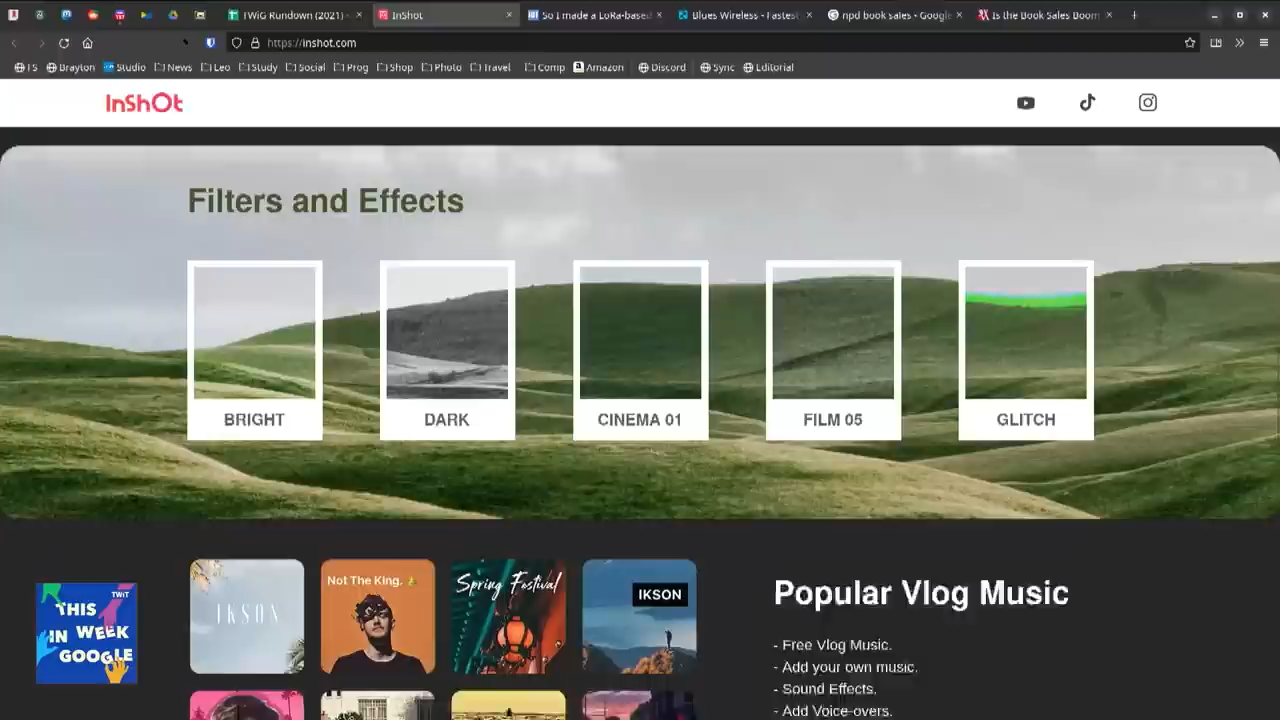 TWiG Rundown (2021) -
InShot
So I made a LoRa-based
Blues Wireless - Fastest
npd book sales - Google
Is the Book Sales Boom
https://inshot.com
TS
Brayton
Studio
News
Leo
Study
Social
Prog
Shop
Photo
Travel
Comp
Amazon
Discord
Sync
Editorial
InShOt
Filters and Effects
BRIGHT
DARK
CINEMA 01
FILM 05
GLITCH
IKSON
Not The King.
Spring Festival
IKSON
Popular Vlog Music
- Free Vlog Music.
- Add your own music.
- Sound Effects.
- Add Voice-overs.
TWiT
THIS
IN WEEK
GOOGLE